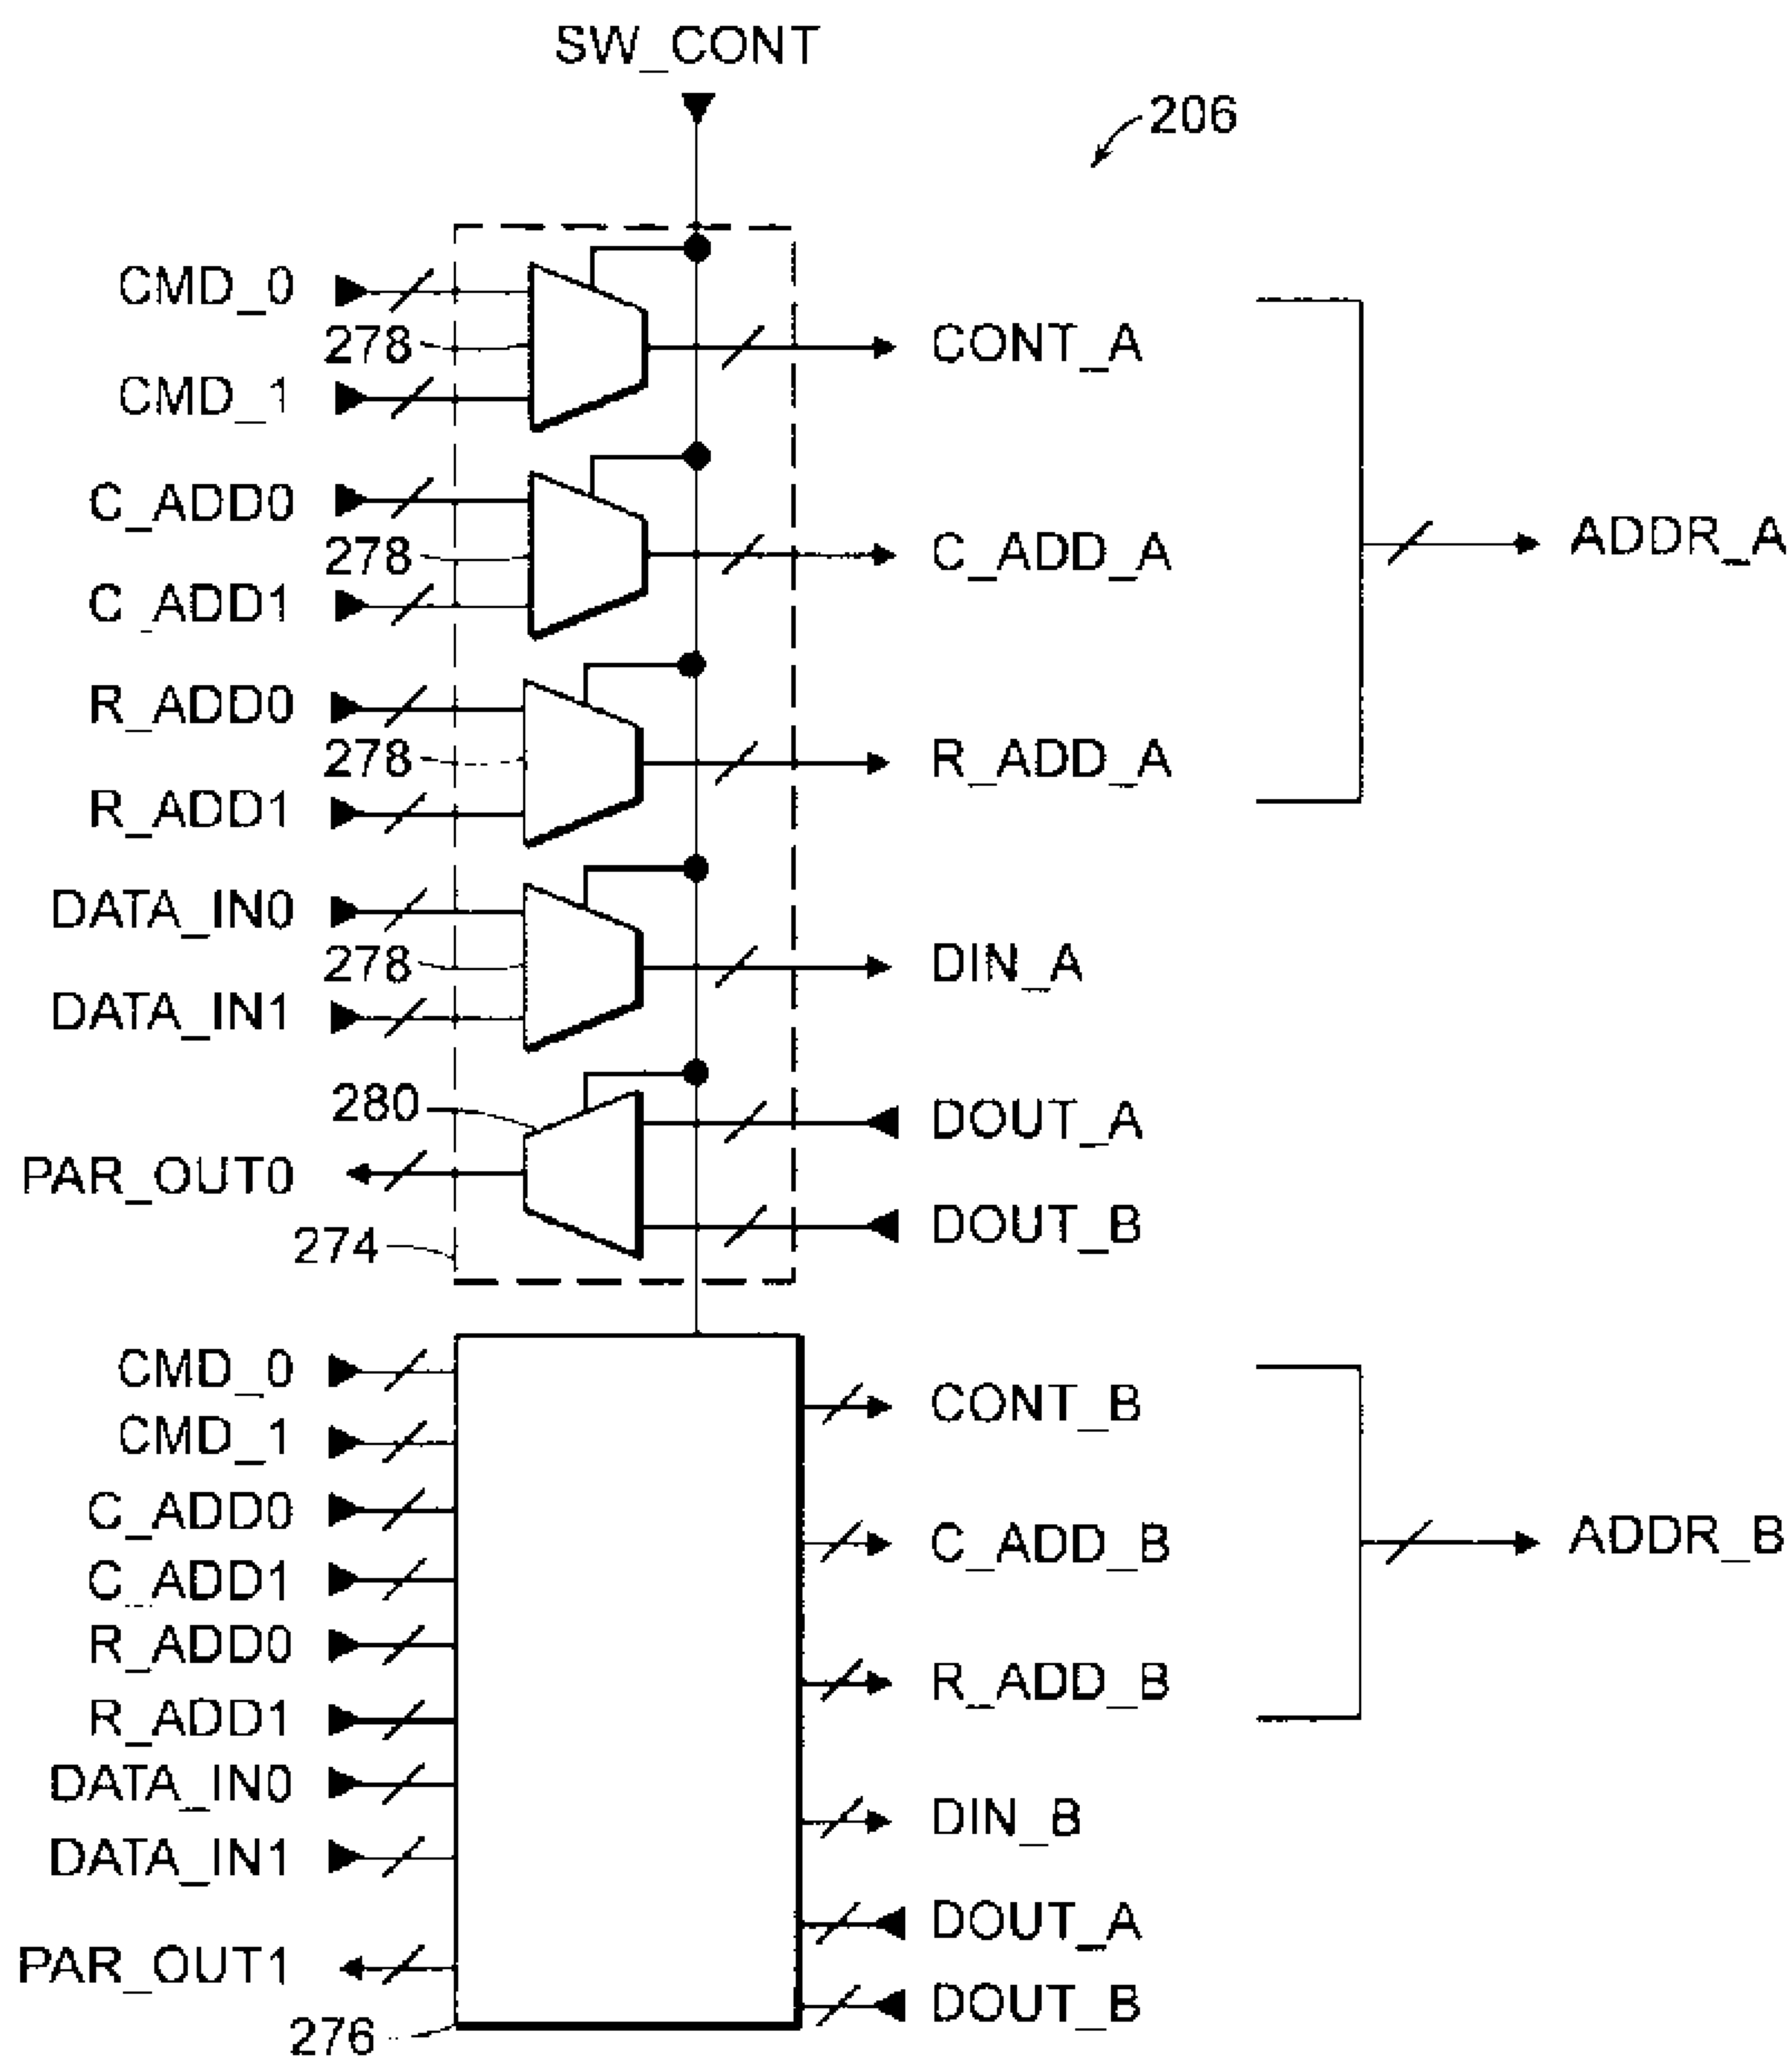 SW_CONT
206
CMD_0
278
CMD_1
CONT_A
C_ADD0
278
C_ADD1
C_ADD_A
ADDR_A
R_ADD0
278
R_ADD1
R_ADD_A
DATA_IN0
278
DATA_IN1
DIN_A
280
DOUT_A
PAR_OUT0
DOUT_B
274
CMD_0
CMD_1
CONT_B
C_ADD0
C_ADD1
C_ADD_B
ADDR_B
R_ADD0
R_ADD1
R_ADD_B
DATA_IN0
DATA_IN1
DIN_B
DOUT_A
PAR_OUT1
DOUT_B
276